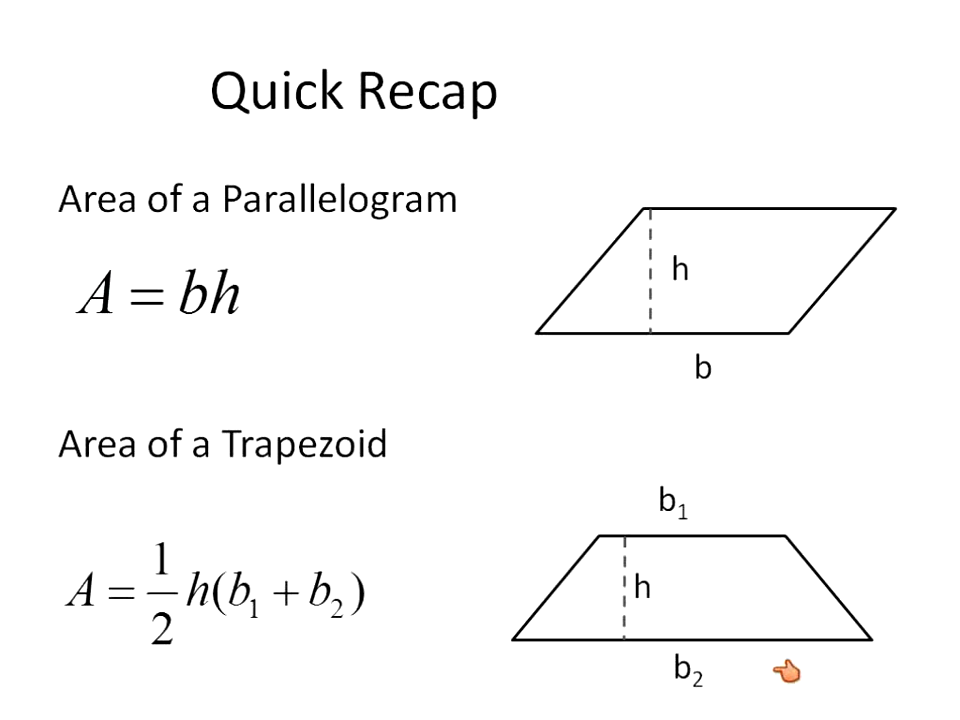 Quick Recap
Area of a Parallelogram
A = bh
h
b
Area of a Trapezoid
b₁
A = 1/2 h(b₁ + b₂)
h
b₂